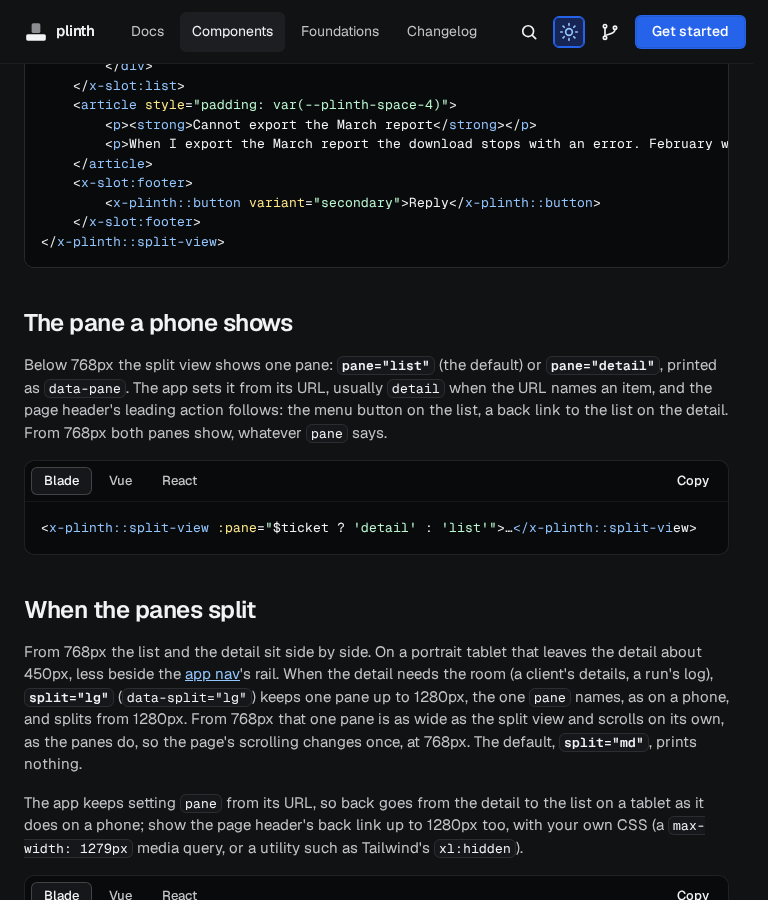 plinth Docs Components Foundations Changelog Get started
</div>
</x-slot:list>
<article style="padding: var(--plinth-space-4)">
<p><strong>Cannot export the March report</strong></p>
<p>When I export the March report the download stops with an error. February w
</article>
<x-slot:footer>
<x-plinth::button variant="secondary">Reply</x-plinth::button>
</x-slot:footer>
</x-plinth::split-view>
The pane a phone shows
Below 768px the split view shows one pane: pane="list" (the default) or pane="detail", printed
as data-pane. The app sets it from its URL, usually detail when the URL names an item, and the
page header's leading action follows: the menu button on the list, a back link to the list on the detail.
From 768px both panes show, whatever pane says.
Blade Vue React Copy
<x-plinth::split-view :pane="$ticket ? 'detail' : 'list'">…</x-plinth::split-view>
When the panes split
From 768px the list and the detail sit side by side. On a portrait tablet that leaves the detail about
450px, less beside the app nav's rail. When the detail needs the room (a client's details, a run's log),
split="lg" (data-split="lg") keeps one pane up to 1280px, the one pane names, as on a phone,
and splits from 1280px. From 768px that one pane is as wide as the split view and scrolls on its own,
as the panes do, so the page's scrolling changes once, at 768px. The default, split="md", prints
nothing.
The app keeps setting pane from its URL, so back goes from the detail to the list on a tablet as it
does on a phone; show the page header's back link up to 1280px too, with your own CSS (a max-
width: 1279px media query, or a utility such as Tailwind's xl:hidden).
Blade Vue React Copy